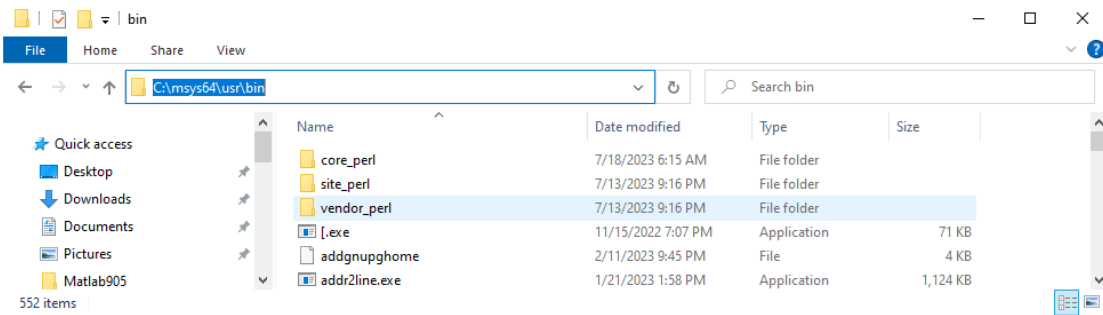 bin
File Home Share View
C:\msys64\usr\bin Search bin
Name Date modified Type Size
Quick access
Desktop
Downloads
Documents
Pictures
Matlab905
core_perl 7/18/2023 6:15 AM File folder
site_perl 7/13/2023 9:16 PM File folder
vendor_perl 7/13/2023 9:16 PM File folder
[.exe 11/15/2022 7:07 PM Application 71 KB
addgnupghome 2/11/2023 9:45 PM File 4 KB
addr2line.exe 1/21/2023 1:58 PM Application 1,124 KB
552 items